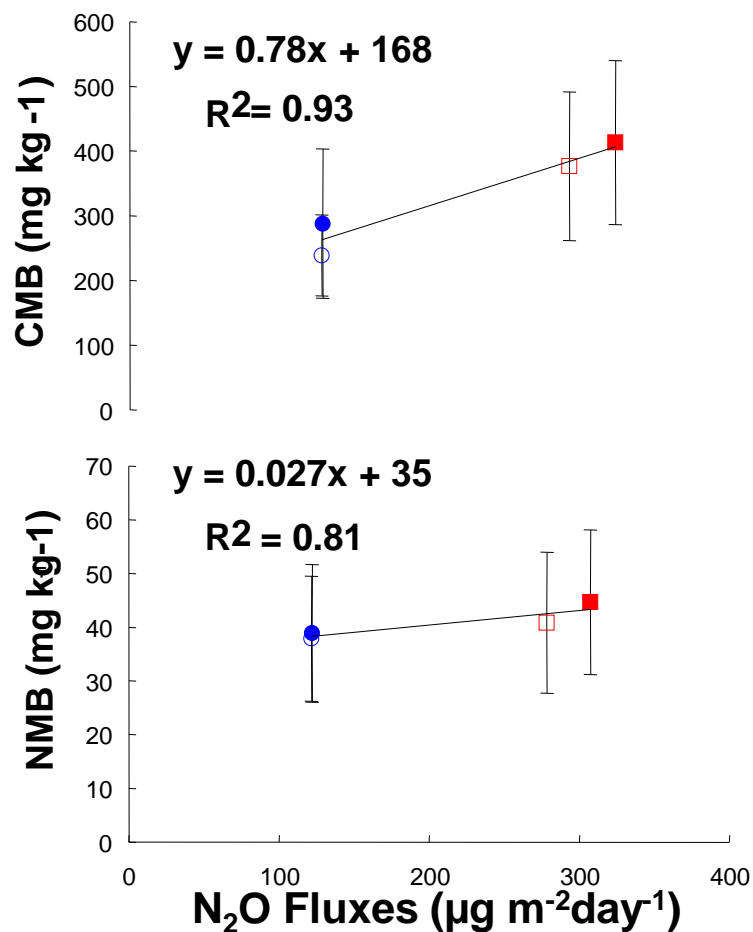 600
y = 0.78x + 168
500
R2= 0.93
400
300
200
100
0
CMB (mg kg -1)
70
y = 0.027x + 35
60
R2 = 0.81
50
40
30
20
10
0
NMB (mg kg-1)
0 100 200 300 400
N2O Fluxes (µg m-2day-1)